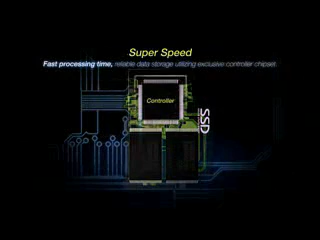 Super Speed
Fast processing time, reliable data storage utilizing exclusive controller chipset.
Controller
SSD